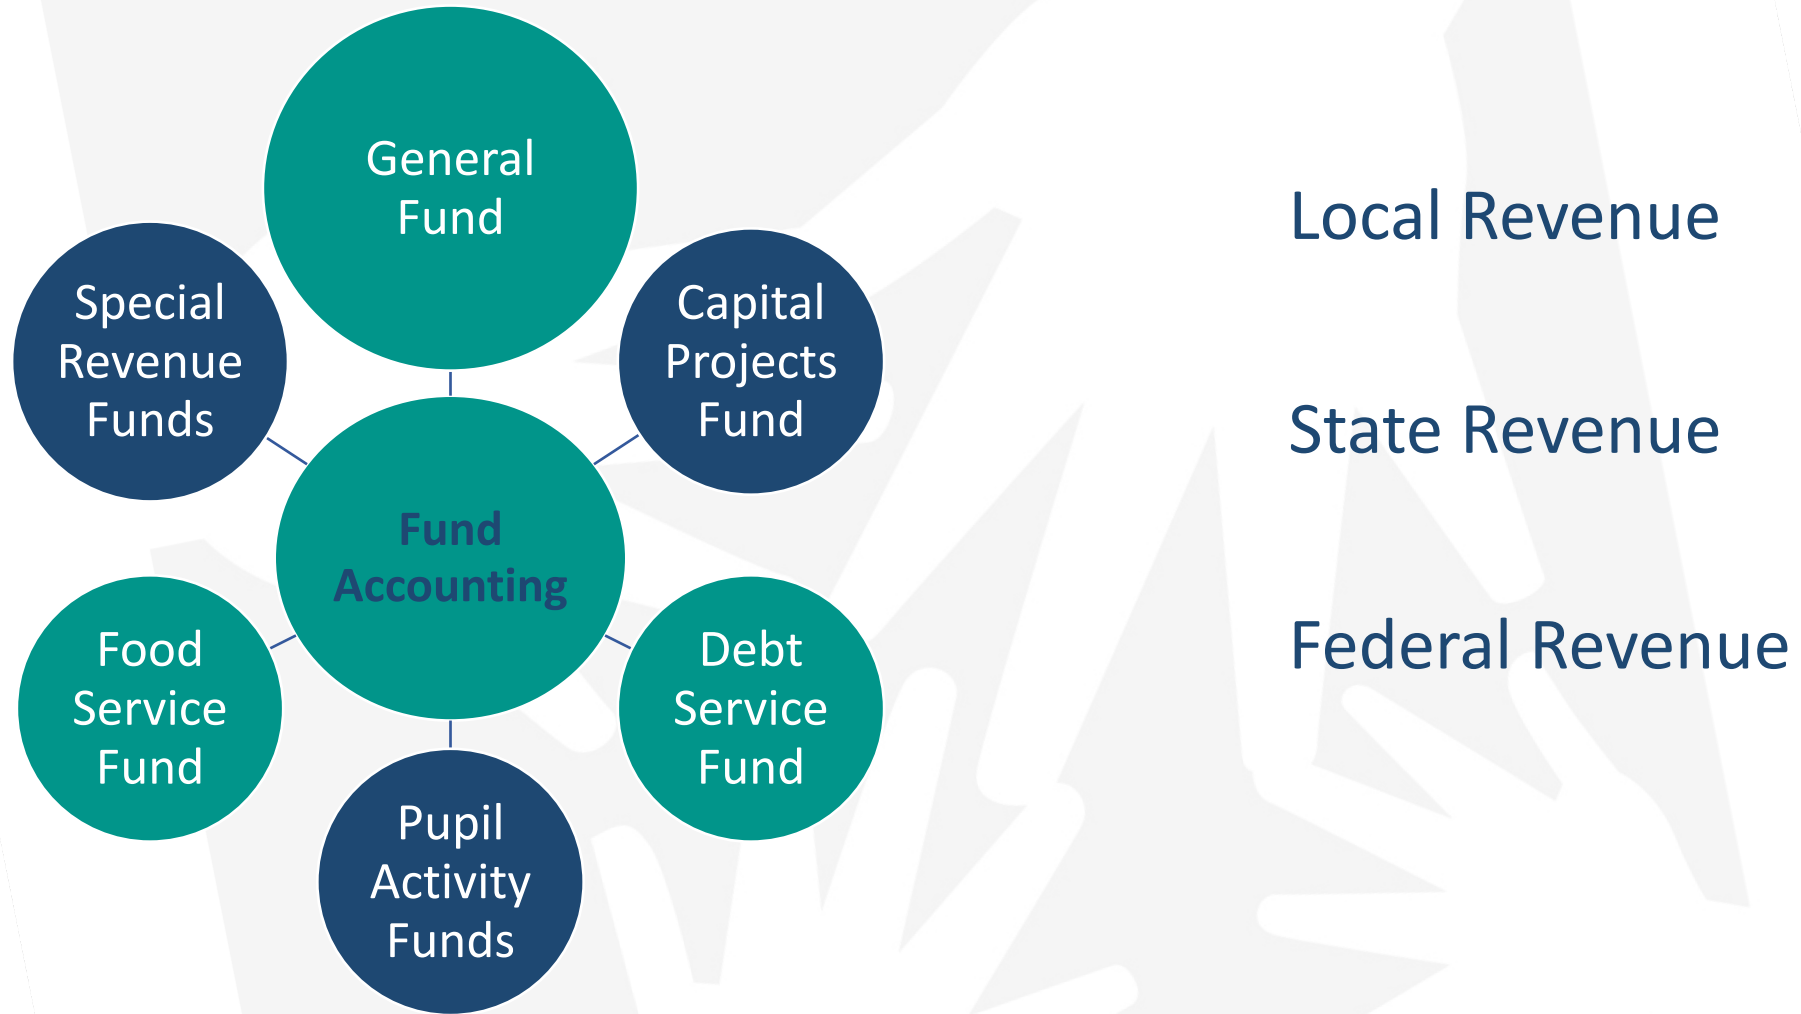 General
Fund
Special
Revenue
Funds
Capital
Projects
Fund
Fund
Accounting
Food
Service
Fund
Debt
Service
Fund
Pupil
Activity
Funds
Local Revenue
State Revenue
Federal Revenue